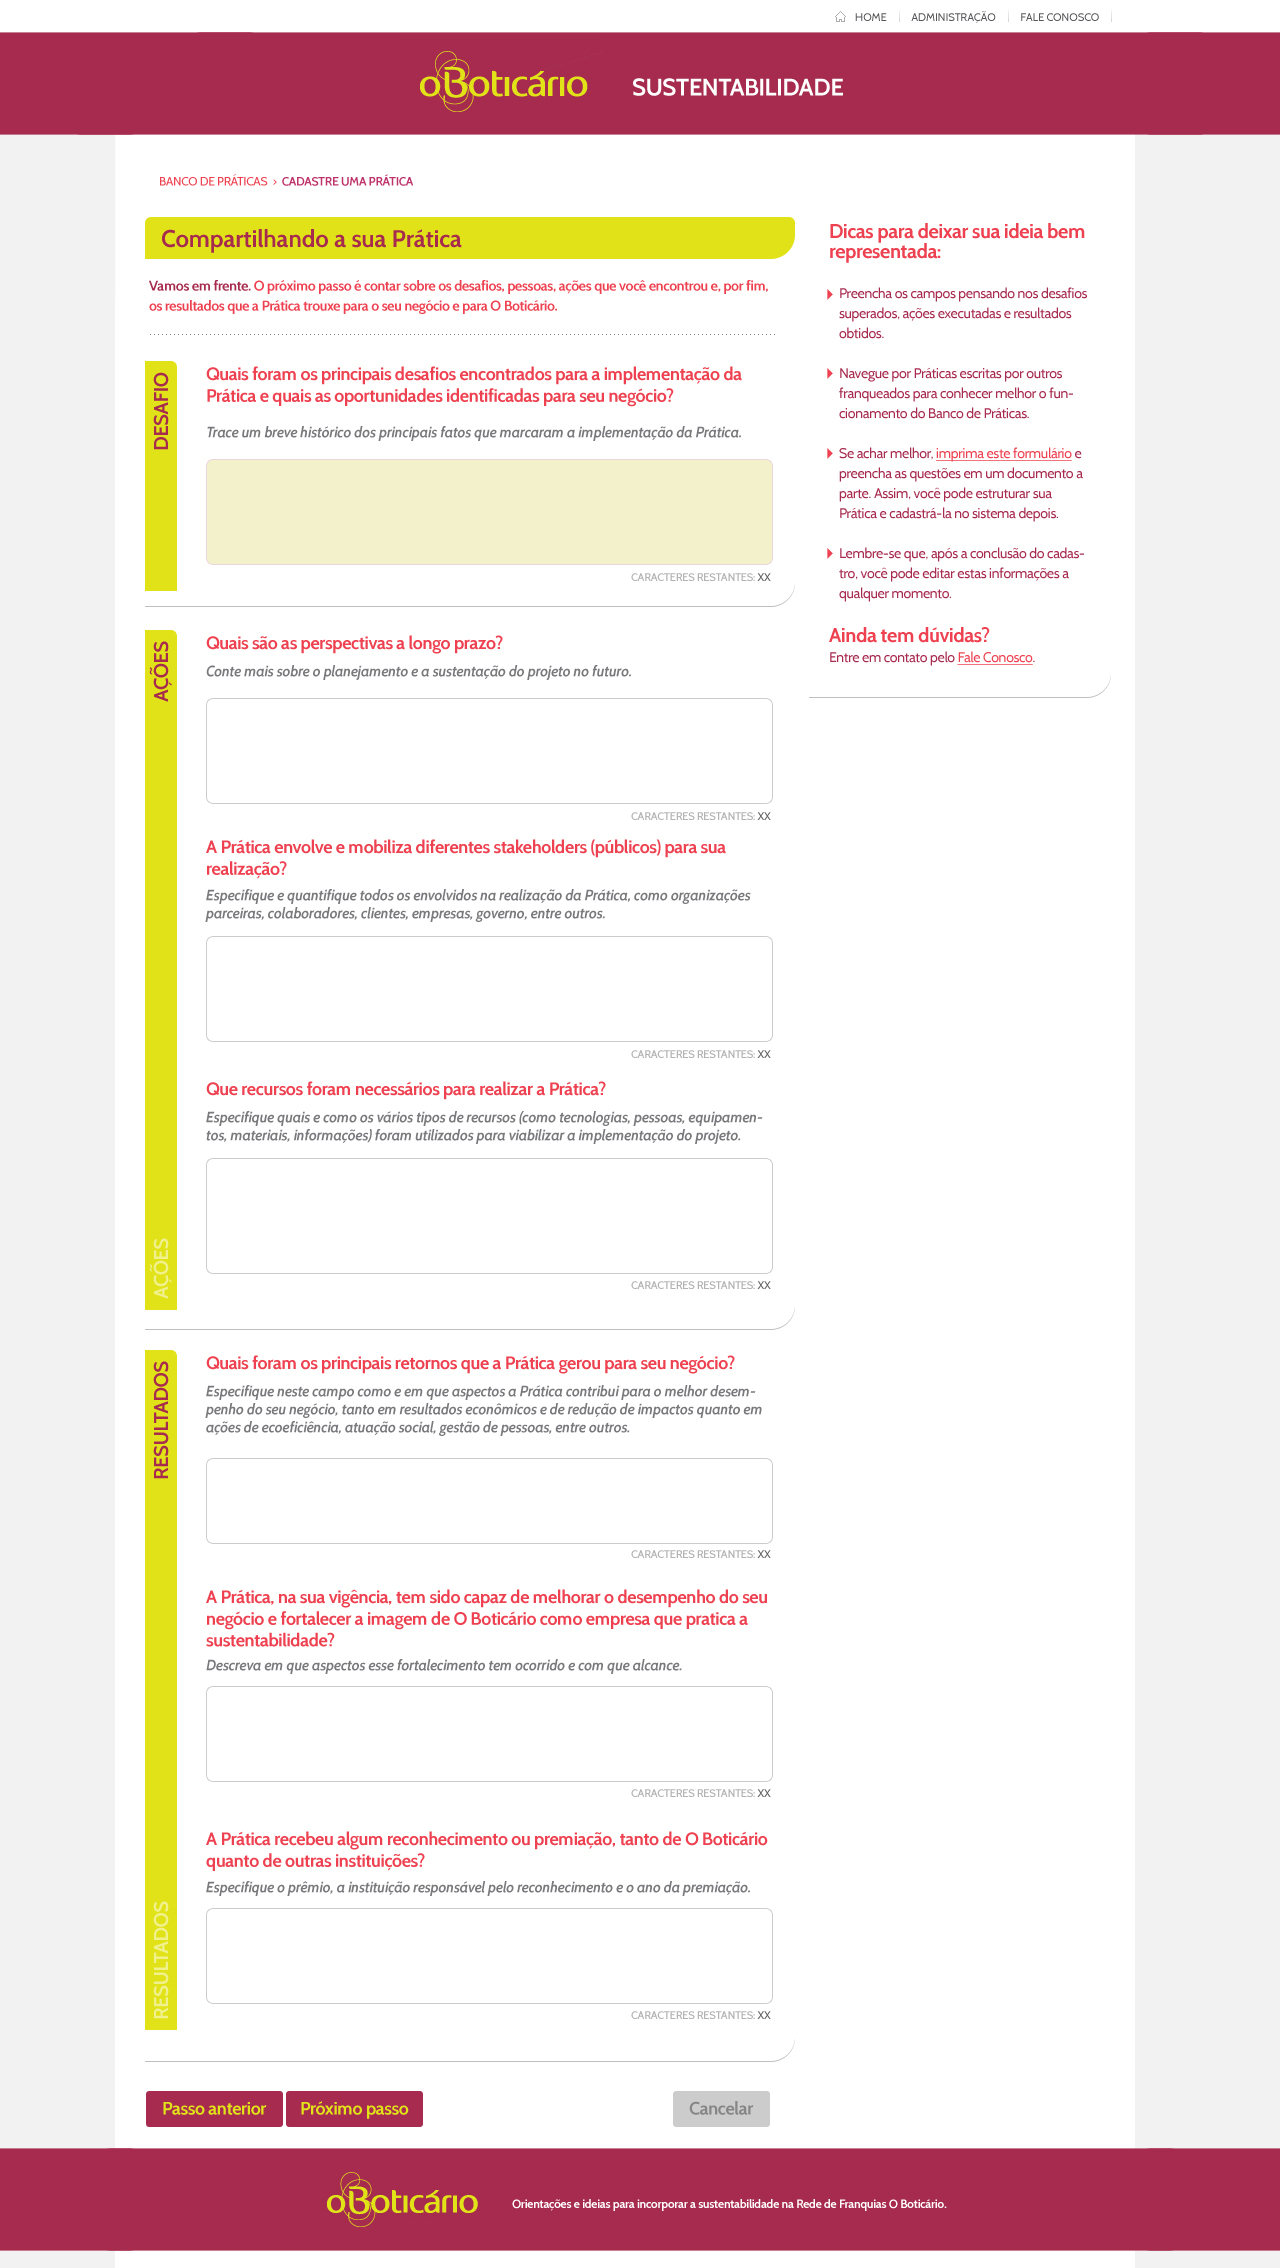 HOME
ADMINISTRAÇÃO
FALE CONOSCO
oBoticário
SUSTENTABILIDADE
BANCO DE PRÁTICAS › CADASTRE UMA PRÁTICA
Compartilhando a sua Prática
Vamos em frente. O próximo passo é contar sobre os desafios, pessoas, ações que você encontrou e, por fim,
os resultados que a Prática trouxe para o seu negócio e para O Boticário.
DESAFIO
Quais foram os principais desafios encontrados para a implementação da
Prática e quais as oportunidades identificadas para seu negócio?
Trace um breve histórico dos principais fatos que marcaram a implementação da Prática.
CARACTERES RESTANTES: XX
AÇÕES
Quais são as perspectivas a longo prazo?
Conte mais sobre o planejamento e a sustentação do projeto no futuro.
CARACTERES RESTANTES: XX
A Prática envolve e mobiliza diferentes stakeholders (públicos) para sua
realização?
Especifique e quantifique todos os envolvidos na realização da Prática, como organizações
parceiras, colaboradores, clientes, empresas, governo, entre outros.
CARACTERES RESTANTES: XX
Que recursos foram necessários para realizar a Prática?
Especifique quais e como os vários tipos de recursos (como tecnologias, pessoas, equipamen-
tos, materiais, informações) foram utilizados para viabilizar a implementação do projeto.
AÇÕES
CARACTERES RESTANTES: XX
RESULTADOS
Quais foram os principais retornos que a Prática gerou para seu negócio?
Especifique neste campo como e em que aspectos a Prática contribui para o melhor desem-
penho do seu negócio, tanto em resultados econômicos e de redução de impactos quanto em
ações de ecoeficiência, atuação social, gestão de pessoas, entre outros.
CARACTERES RESTANTES: XX
A Prática, na sua vigência, tem sido capaz de melhorar o desempenho do seu
negócio e fortalecer a imagem de O Boticário como empresa que pratica a
sustentabilidade?
Descreva em que aspectos esse fortalecimento tem ocorrido e com que alcance.
CARACTERES RESTANTES: XX
A Prática recebeu algum reconhecimento ou premiação, tanto de O Boticário
quanto de outras instituições?
Especifique o prêmio, a instituição responsável pelo reconhecimento e o ano da premiação.
RESULTADOS
CARACTERES RESTANTES: XX
Passo anterior
Próximo passo
Cancelar
Dicas para deixar sua ideia bem
representada:
Preencha os campos pensando nos desafios
superados, ações executadas e resultados
obtidos.
Navegue por Práticas escritas por outros
franqueados para conhecer melhor o fun-
cionamento do Banco de Práticas.
Se achar melhor, imprima este formulário e
preencha as questões em um documento a
parte. Assim, você pode estruturar sua
Prática e cadastrá-la no sistema depois.
Lembre-se que, após a conclusão do cadas-
tro, você pode editar estas informações a
qualquer momento.
Ainda tem dúvidas?
Entre em contato pelo Fale Conosco.
oBoticário
Orientações e ideias para incorporar a sustentabilidade na Rede de Franquias O Boticário.